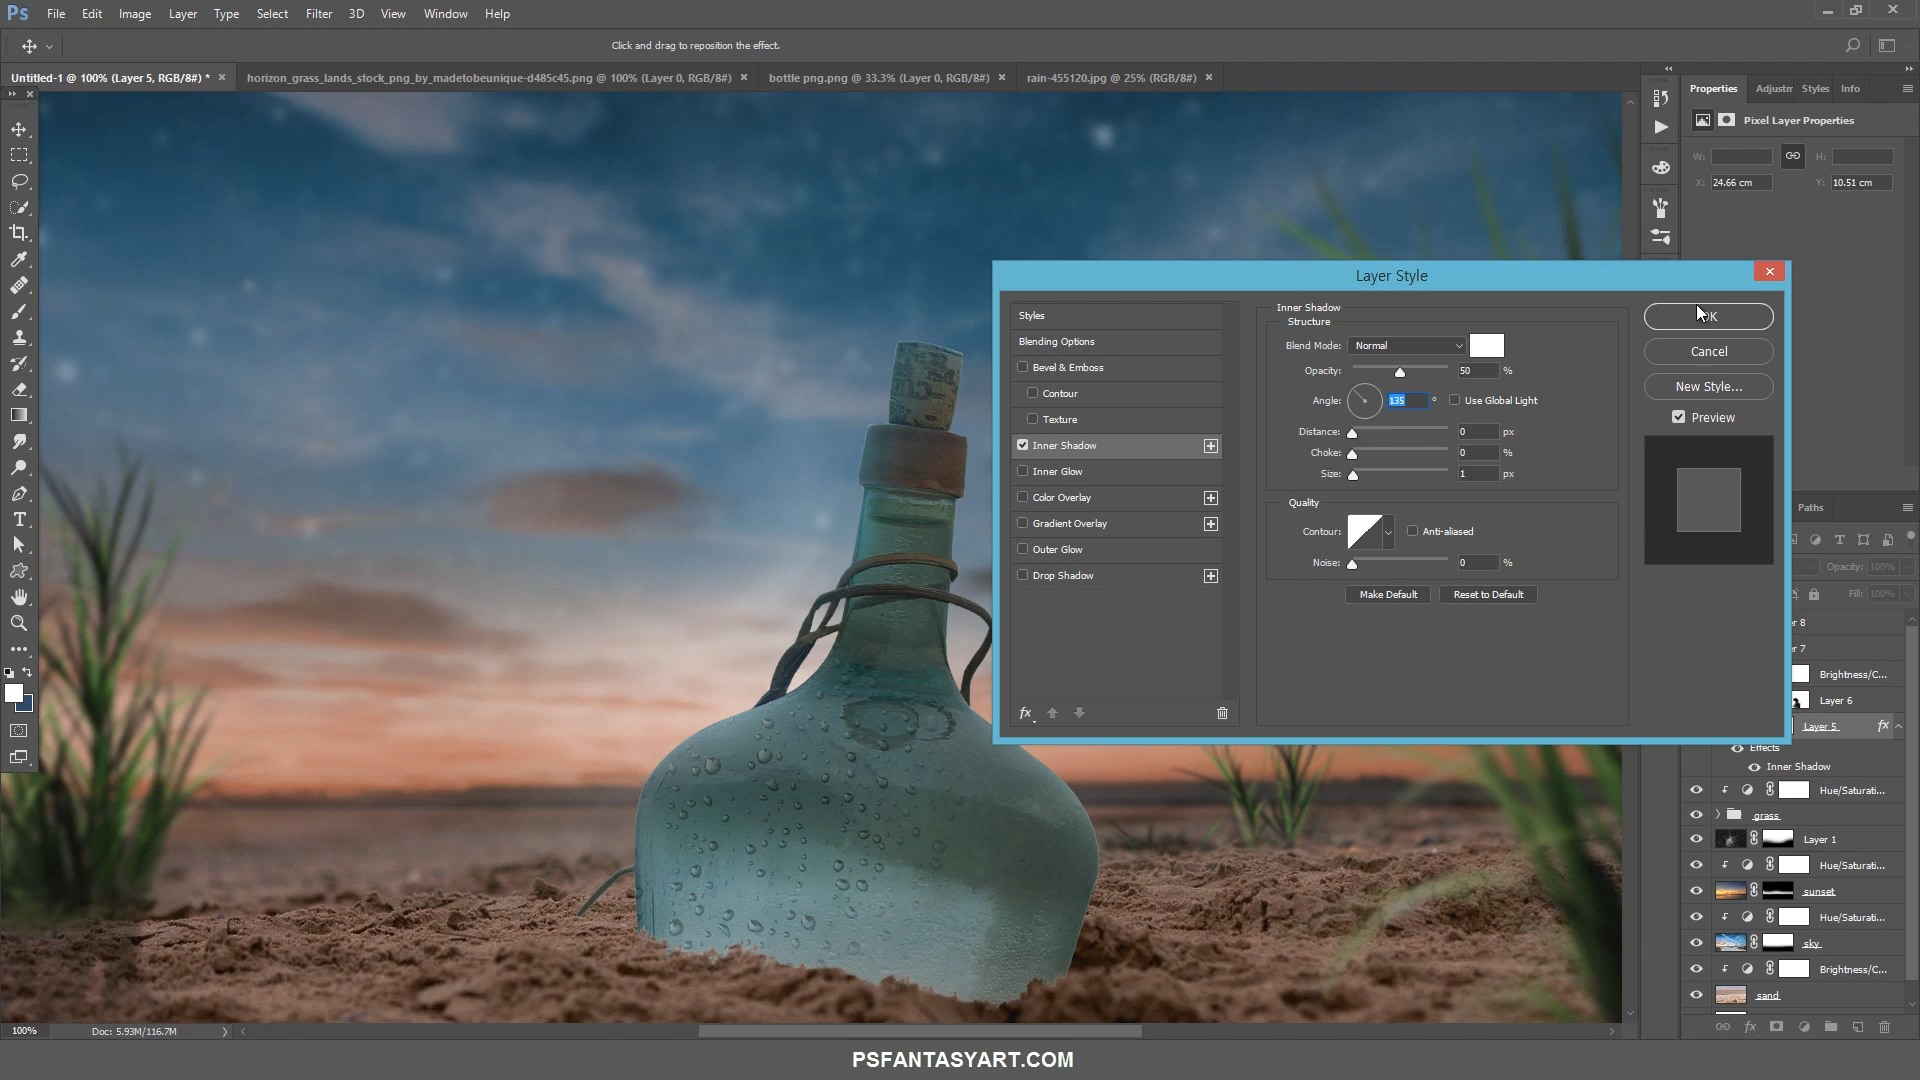 Ps File Edit Image Layer Type Select Filter 3D View Window Help
Click and drag to reposition the effect.
Untitled-1 @ 100% (Layer 5, RGB/8#) *
horizon_grass_lands_stock_png_by_madetobeunique-d485c45.png @ 100% (Layer 0, RGB/8#)
bottle png.png @ 33.3% (Layer 0, RGB/8#)
rain-455120.jpg @ 25% (RGB/8#)
Properties Adjustm Styles Info
Pixel Layer Properties
W: H:
X: 24.66 cm Y: 10.51 cm
Layer Style
Styles
Blending Options
Bevel & Emboss
Contour
Texture
Inner Shadow
Inner Glow
Color Overlay
Gradient Overlay
Outer Glow
Drop Shadow
fx
Inner Shadow
Structure
Blend Mode: Normal
Opacity: 50 %
Angle: 135 ° Use Global Light
Distance: 0 px
Choke: 0 %
Size: 1 px
Quality
Contour: Anti-aliased
Noise: 0 %
Make Default Reset to Default
OK
Cancel
New Style...
Preview
Paths
Opacity: 100%
Fill: 100%
er 8
er 7
Brightness/C...
Layer 6
Layer 5 fx
Effects
Inner Shadow
Hue/Saturati...
grass
Layer 1
Hue/Saturati...
sunset
Hue/Saturati...
sky
Brightness/C...
sand
fx
100% Doc: 5.93M/116.7M
PSFANTASYART.COM